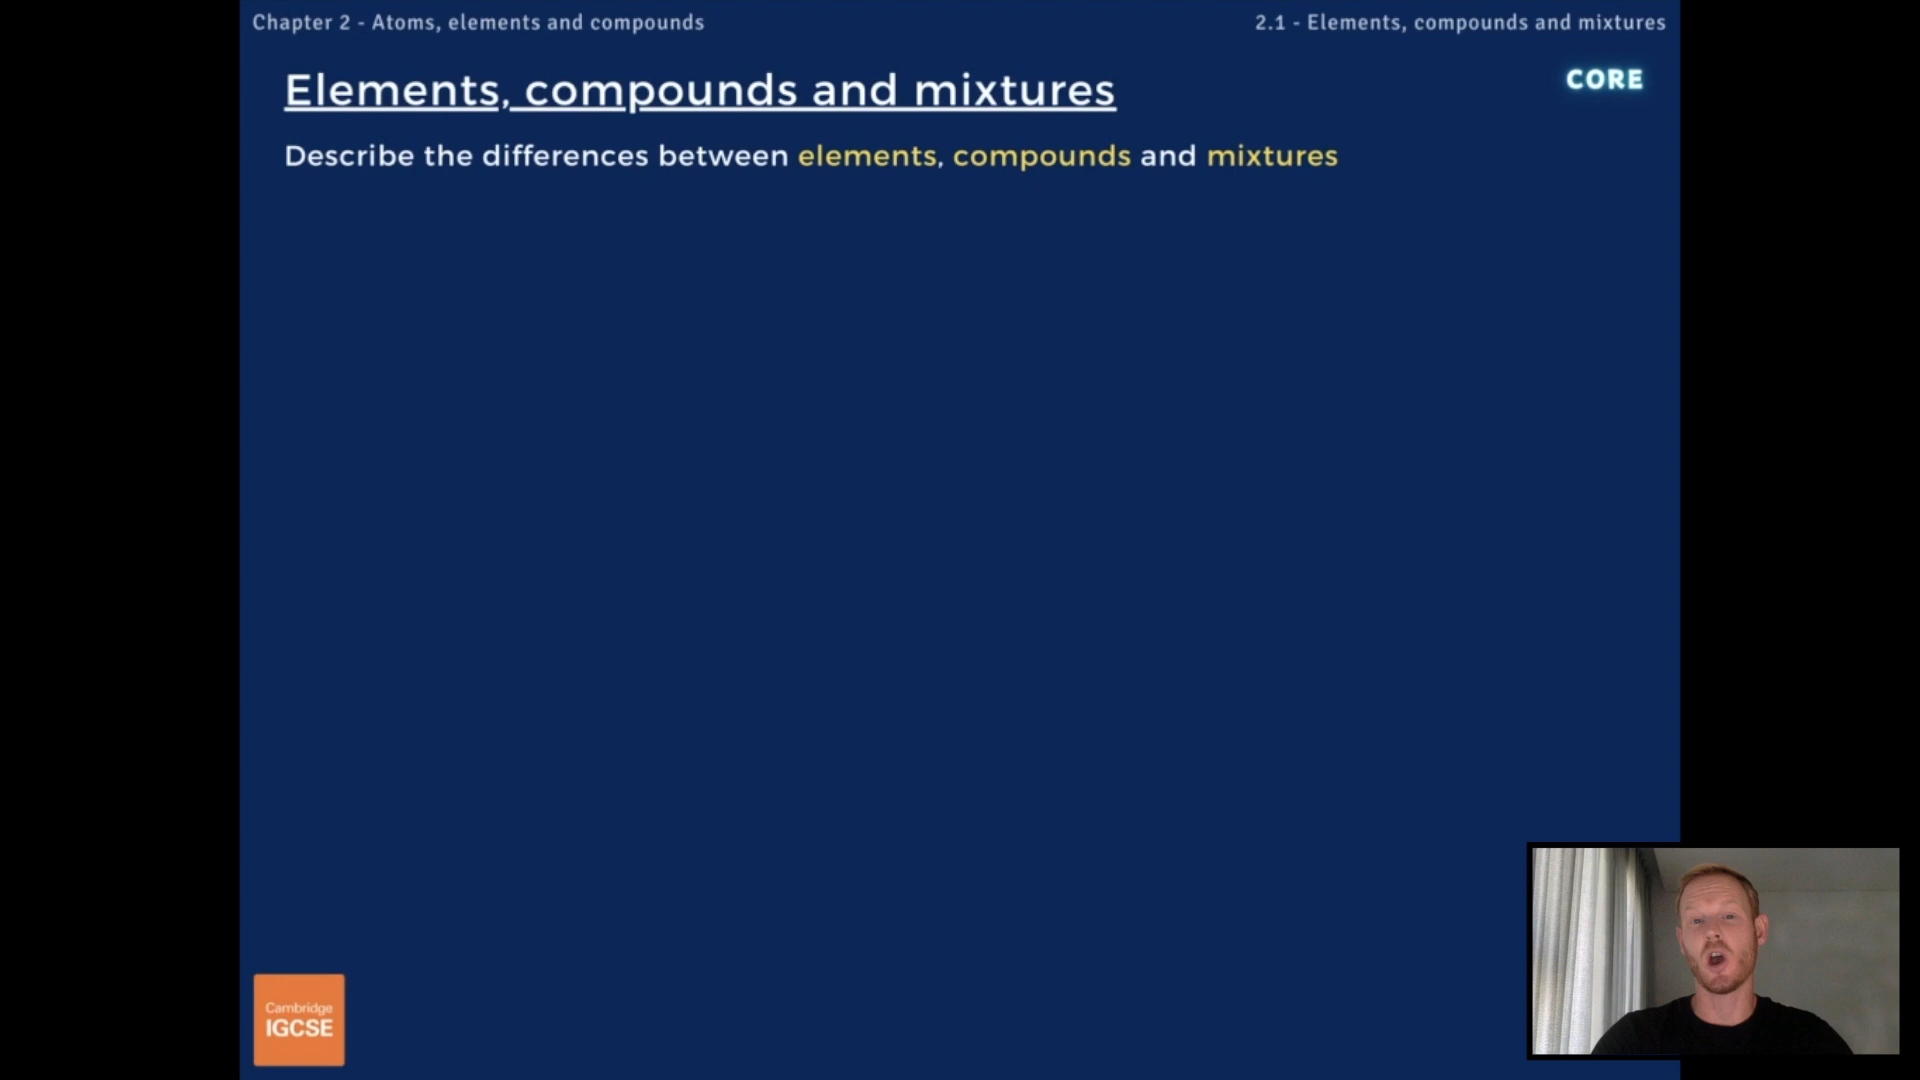 Chapter 2 - Atoms, elements and compounds
2.1 - Elements, compounds and mixtures
Elements, compounds and mixtures
CORE
Describe the differences between elements, compounds and mixtures
Cambridge
IGCSE